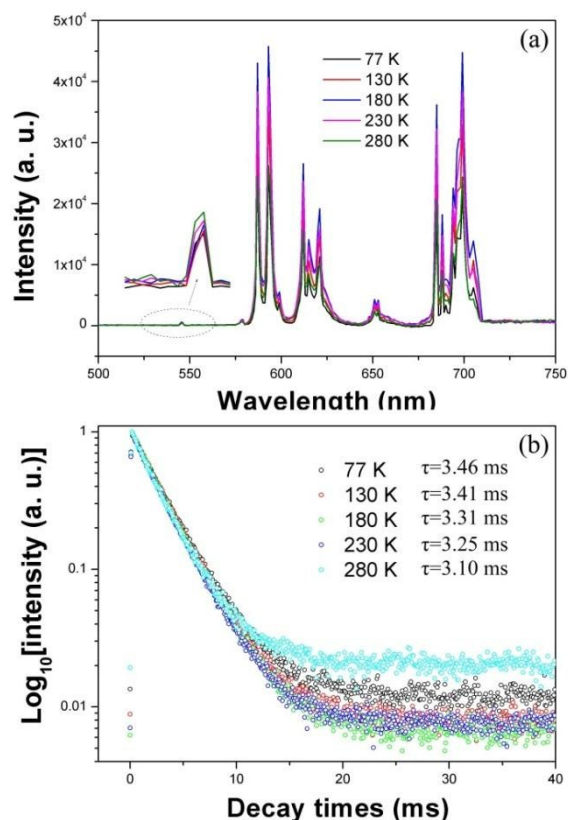 (a)
77 K
130 K
180 K
230 K
280 K
5x10⁴
4x10⁴
3x10⁴
2x10⁴
1x10⁴
0
Intensity (a. u.)
500 550 600 650 700 750
Wavelength (nm)
(b)
77 K τ=3.46 ms
130 K τ=3.41 ms
180 K τ=3.31 ms
230 K τ=3.25 ms
280 K τ=3.10 ms
1
0.1
0.01
Log₁₀[intensity (a. u.)]
0 10 20 30 40
Decay times (ms)